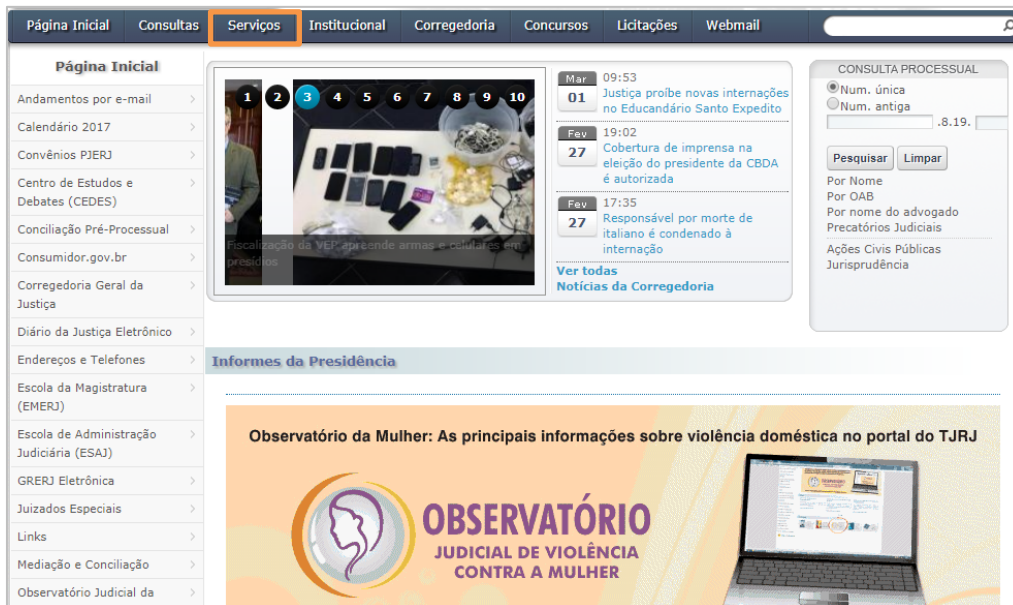 Página Inicial Consultas Serviços Institucional Corregedoria Concursos Licitações Webmail
Página Inicial
Andamentos por e-mail
Calendário 2017
Convênios PJERJ
Centro de Estudos e
Debates (CEDES)
Conciliação Pré-Processual
Consumidor.gov.br
Corregedoria Geral da
Justiça
Diário da Justiça Eletrônico
Endereços e Telefones
Escola da Magistratura
(EMERJ)
Escola de Administração
Judiciária (ESAJ)
GRERJ Eletrônica
Juizados Especiais
Links
Mediação e Conciliação
Observatório Judicial da
1 2 3 4 5 6 7 8 9 10
Fiscalização da VEP apreende armas e celulares em
presídios
Mar
01
09:53
Justiça proíbe novas internações
no Educandário Santo Expedito
Fev
27
19:02
Cobertura de imprensa na
eleição do presidente da CBDA
é autorizada
Fev
27
17:35
Responsável por morte de
italiano é condenado à
internação
Ver todas
Notícias da Corregedoria
CONSULTA PROCESSUAL
Num. única
Num. antiga
.8.19.
Pesquisar Limpar
Por Nome
Por OAB
Por nome do advogado
Precatórios Judiciais
Ações Civis Públicas
Jurisprudência
Informes da Presidência
Observatório da Mulher: As principais informações sobre violência doméstica no portal do TJRJ
OBSERVATÓRIO
JUDICIAL DE VIOLÊNCIA
CONTRA A MULHER